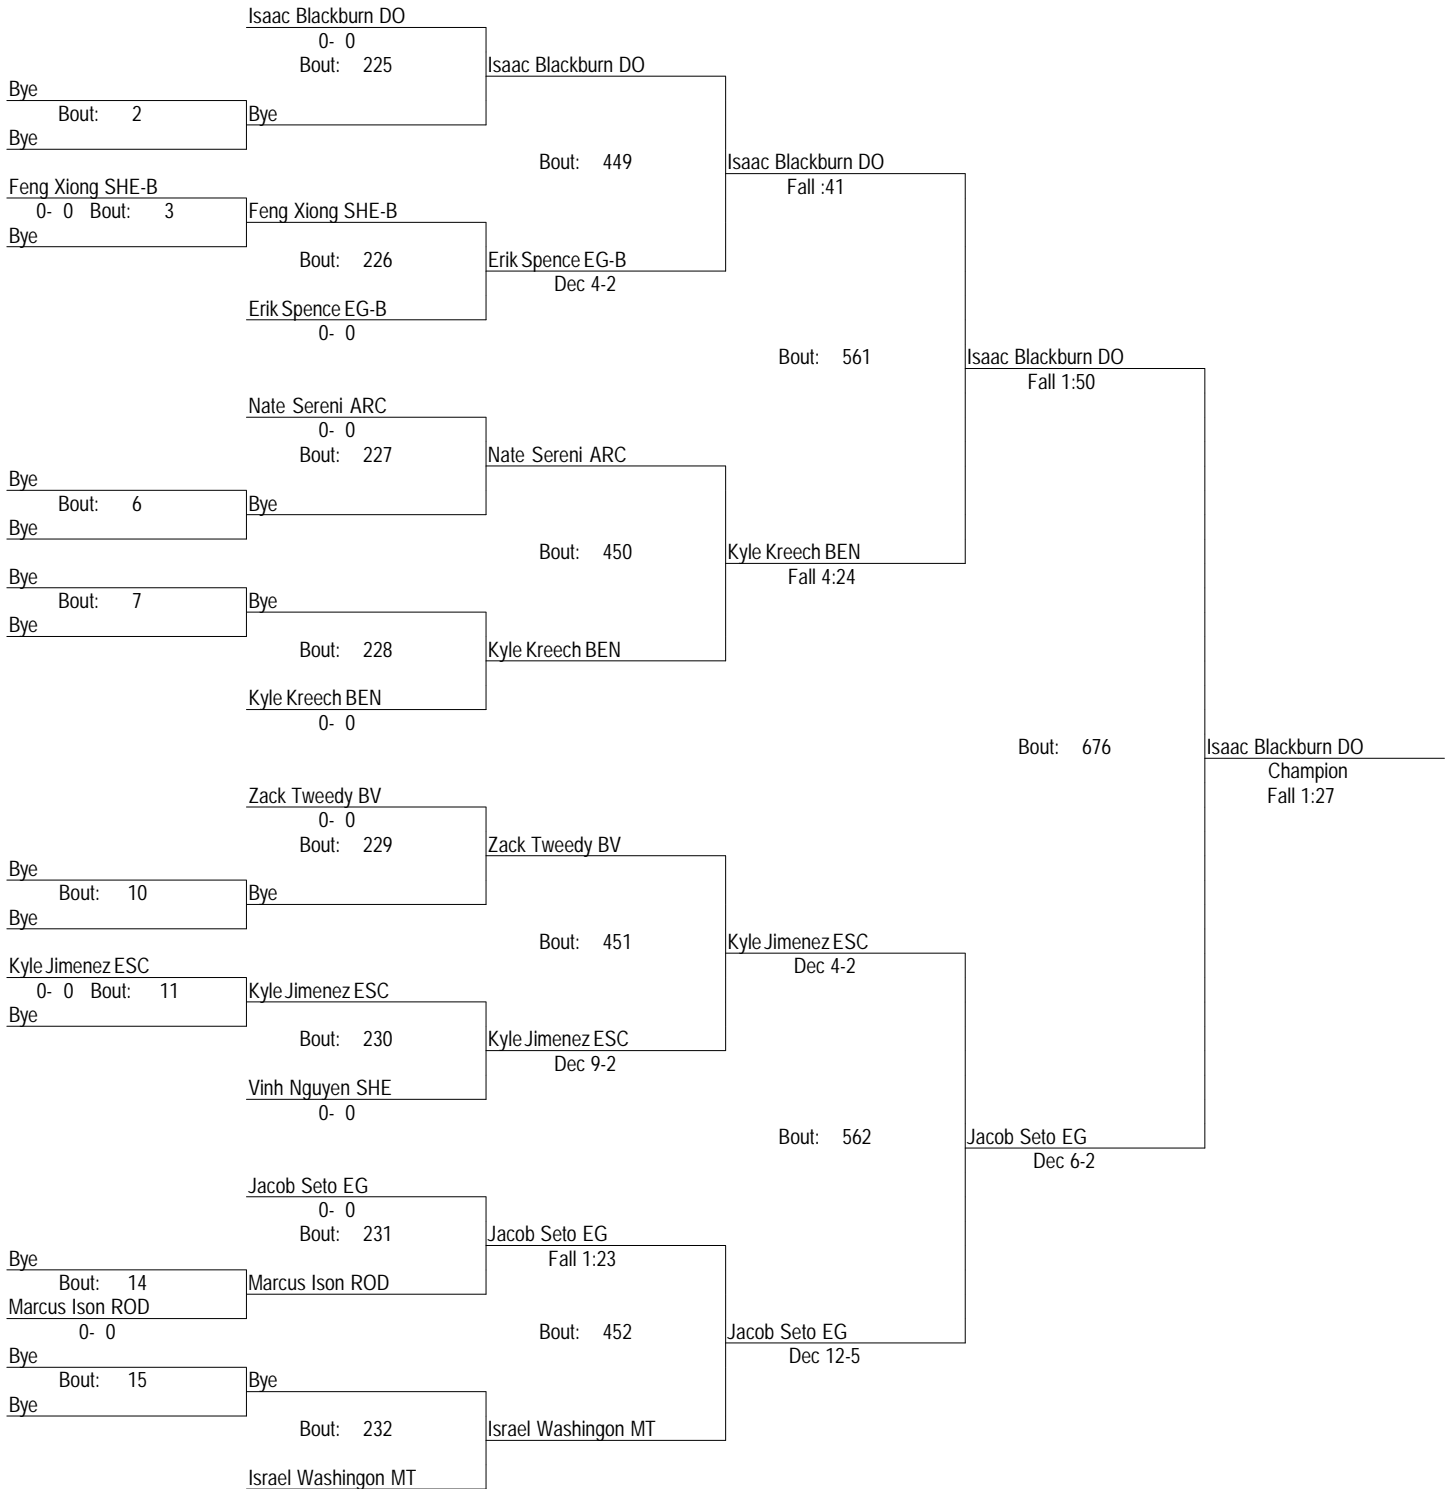 Isaac Blackburn DO
0- 0
Bout: 225
Isaac Blackburn DO
Bye
Bout: 2
Bye
Bye
Bout: 449
Isaac Blackburn DO
Fall :41
Feng Xiong SHE-B
0- 0 Bout: 3
Feng Xiong SHE-B
Bye
Bout: 226
Erik Spence EG-B
Dec 4-2
Erik Spence EG-B
0- 0
Bout: 561
Isaac Blackburn DO
Fall 1:50
Nate Sereni ARC
0- 0
Bout: 227
Nate Sereni ARC
Bye
Bout: 6
Bye
Bye
Bout: 450
Kyle Kreech BEN
Fall 4:24
Bye
Bout: 7
Bye
Bye
Bout: 228
Kyle Kreech BEN
Kyle Kreech BEN
0- 0
Bout: 676
Isaac Blackburn DO
Champion
Fall 1:27
Zack Tweedy BV
0- 0
Bout: 229
Zack Tweedy BV
Bye
Bout: 10
Bye
Bye
Bout: 451
Kyle Jimenez ESC
Dec 4-2
Kyle Jimenez ESC
0- 0 Bout: 11
Kyle Jimenez ESC
Bye
Bout: 230
Kyle Jimenez ESC
Dec 9-2
Vinh Nguyen SHE
0- 0
Bout: 562
Jacob Seto EG
Dec 6-2
Jacob Seto EG
0- 0
Bout: 231
Jacob Seto EG
Fall 1:23
Bye
Bout: 14
Marcus Ison ROD
Marcus Ison ROD
0- 0
Bout: 452
Jacob Seto EG
Dec 12-5
Bye
Bout: 15
Bye
Bye
Bout: 232
Israel Washingon MT
Israel Washingon MT